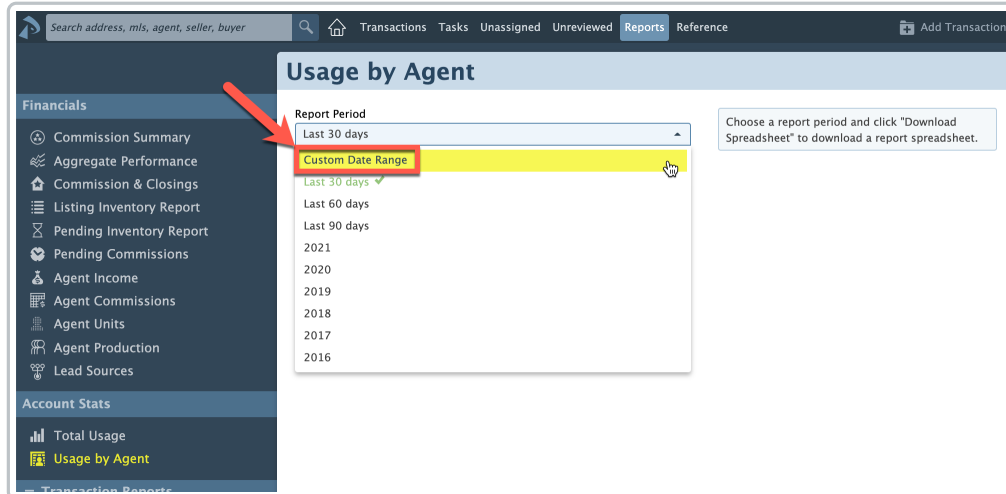 Search address, mls, agent, seller, buyer
Transactions Tasks Unassigned Unreviewed Reports Reference
Add Transaction
Usage by Agent
Financials
Commission Summary
Aggregate Performance
Commission & Closings
Listing Inventory Report
Pending Inventory Report
Pending Commissions
Agent Income
Agent Commissions
Agent Units
Agent Production
Lead Sources
Account Stats
Total Usage
Usage by Agent
Transaction Reports
Report Period
Last 30 days
Custom Date Range
Last 30 days
Last 60 days
Last 90 days
2021
2020
2019
2018
2017
2016
Choose a report period and click "Download
Spreadsheet" to download a report spreadsheet.